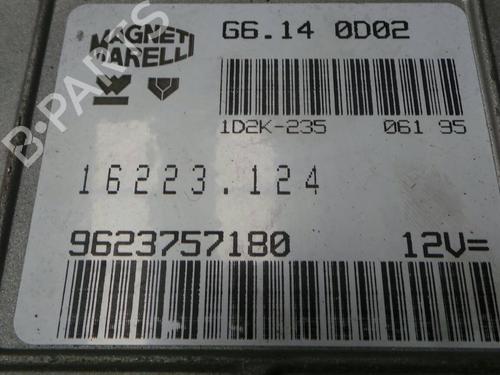 MAGNETI MARELLI
G6.14 0D02
1D2K-235 061 95
16223.124
9623757180 12V=
B-PARTS